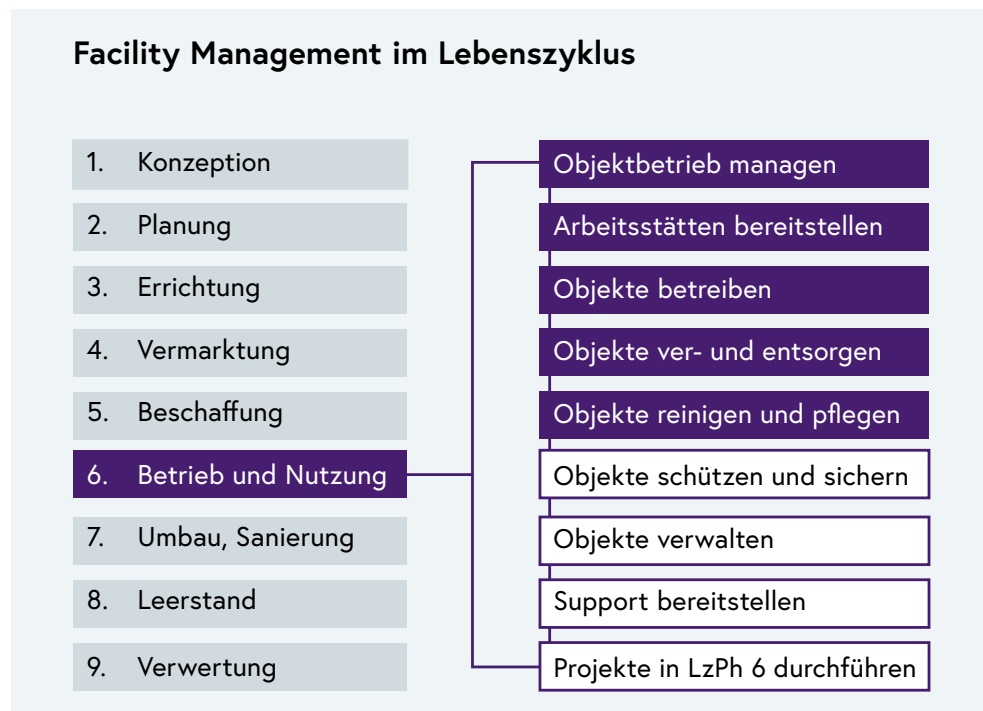 Facility Management im Lebenszyklus
1. Konzeption
2. Planung
3. Errichtung
4. Vermarktung
5. Beschaffung
6. Betrieb und Nutzung
7. Umbau, Sanierung
8. Leerstand
9. Verwertung
Objektbetrieb managen
Arbeitsstätten bereitstellen
Objekte betreiben
Objekte ver- und entsorgen
Objekte reinigen und pflegen
Objekte schützen und sichern
Objekte verwalten
Support bereitstellen
Projekte in LzPh 6 durchführen